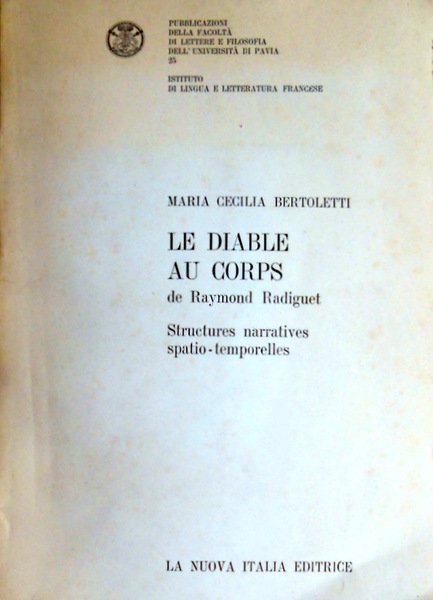 PUBBLICAZIONI
DELLA FACOLTÀ
DI LETTERE E FILOSOFIA
DELL'UNIVERSITÀ DI PAVIA
25
ISTITUTO
DI LINGUA E LETTERATURA FRANCESE
MARIA CECILIA BERTOLETTI
LE DIABLE
AU CORPS
de Raymond Radiguet
Structures narratives
spatio-temporelles
LA NUOVA ITALIA EDITRICE